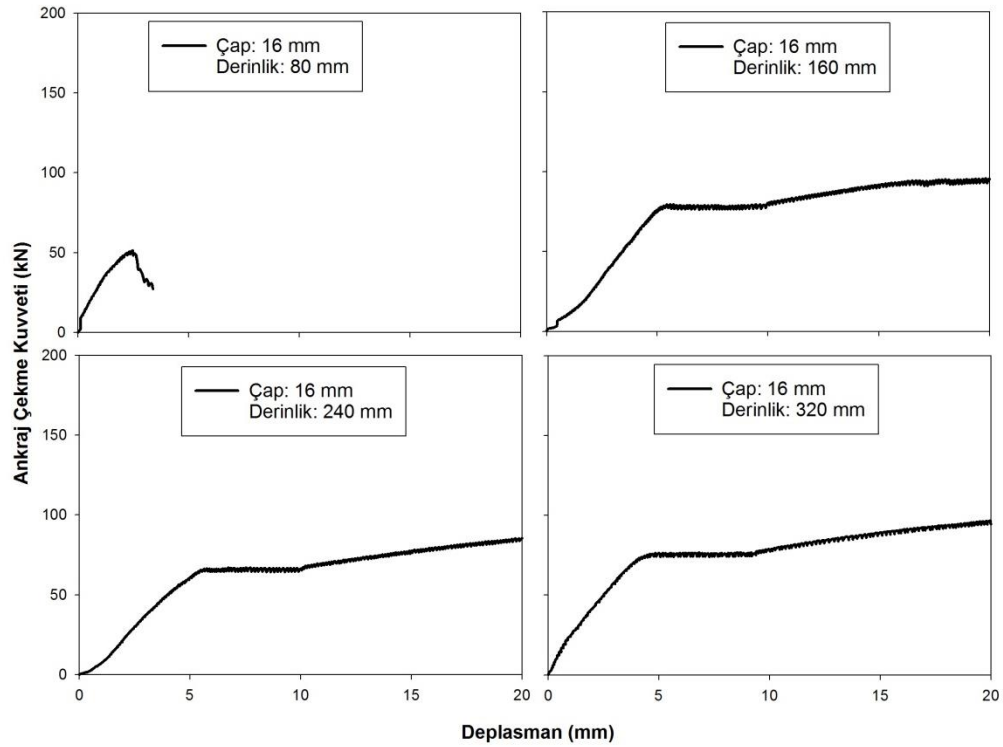 200
150
100
50
0
Çap: 16 mm
Derinlik: 80 mm
Çap: 16 mm
Derinlik: 160 mm
200
150
100
50
0
Çap: 16 mm
Derinlik: 240 mm
Çap: 16 mm
Derinlik: 320 mm
0 5 10 15 20
0 5 10 15 20
Ankraj Çekme Kuvveti (kN)
Deplasman (mm)